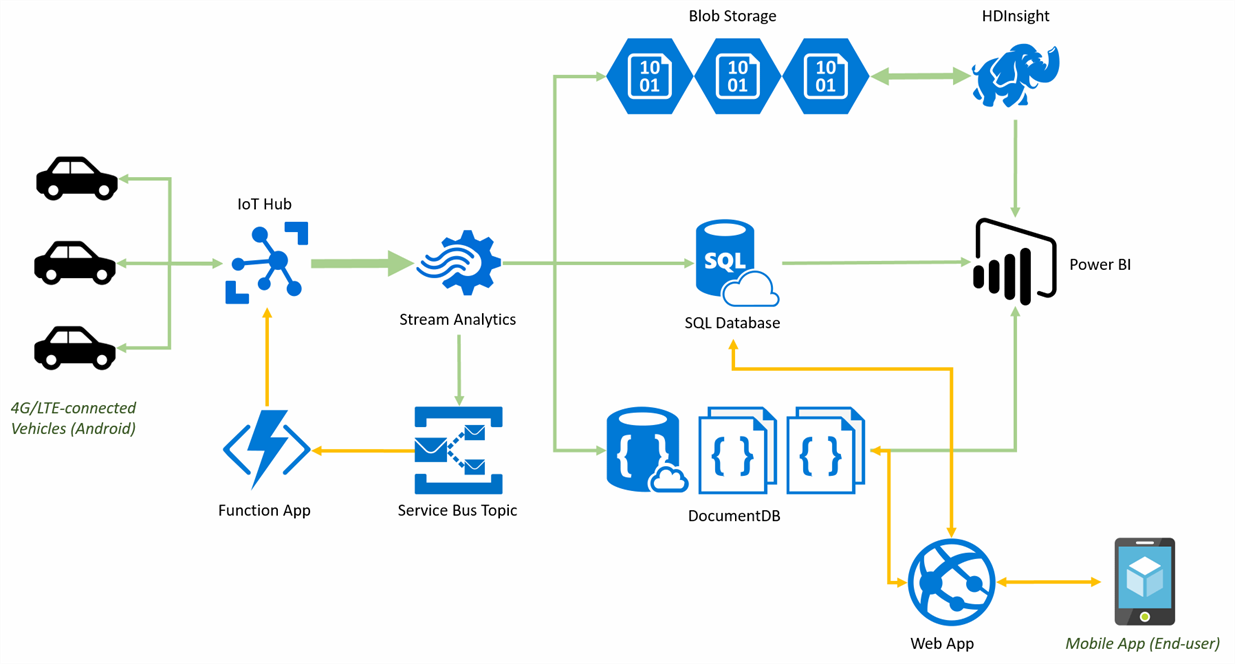 Blob Storage
HDInsight
10
01
10
01
10
01
IoT Hub
SQL
Power BI
Stream Analytics
SQL Database
4G/LTE-connected
Vehicles (Android)
Function App
Service Bus Topic
DocumentDB
Web App
Mobile App (End-user)